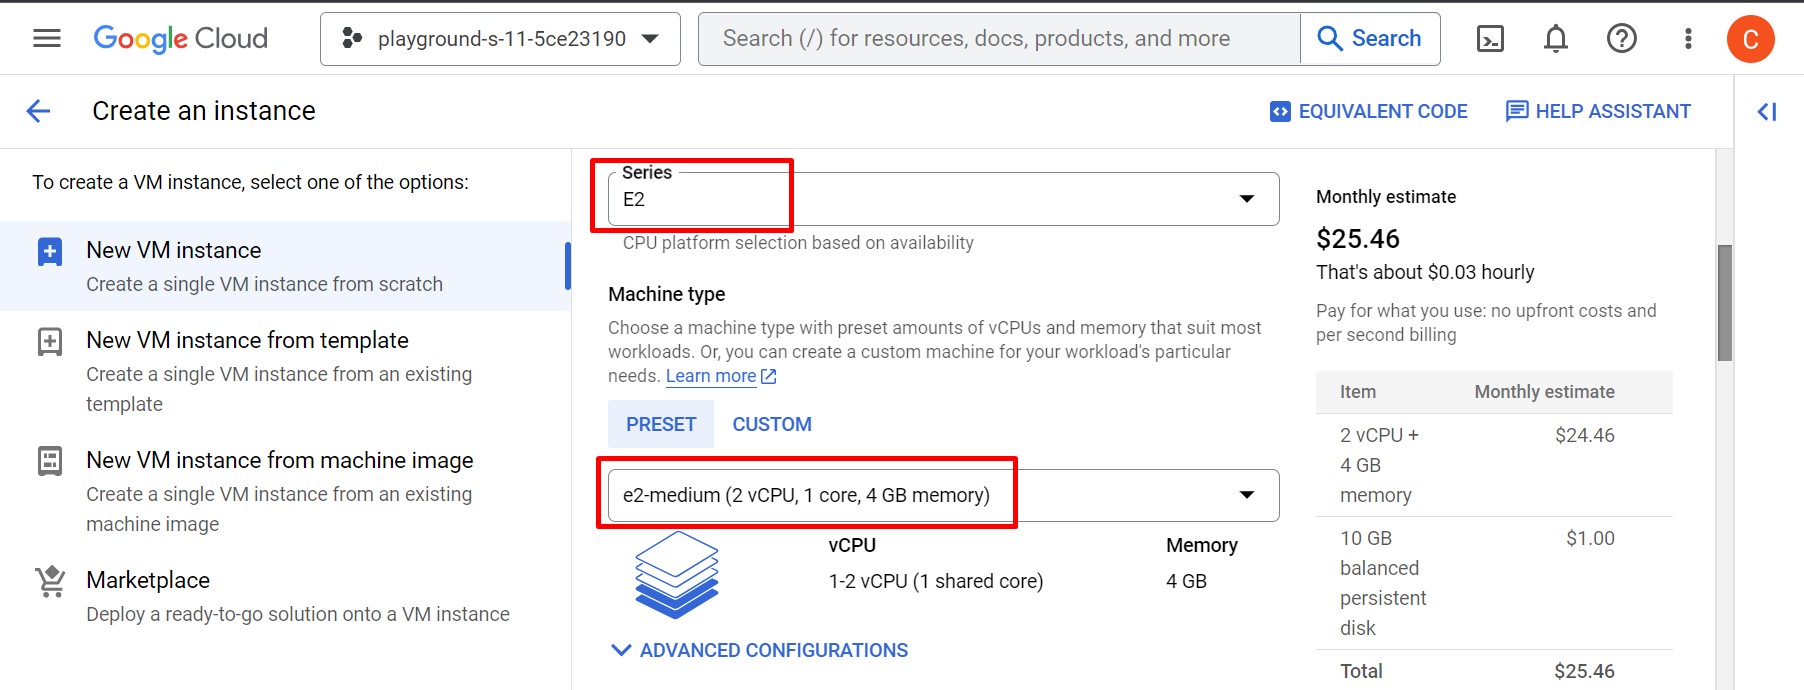 Google Cloud
playground-s-11-5ce23190
Search (/) for resources, docs, products, and more
Search
C
Create an instance
EQUIVALENT CODE
HELP ASSISTANT
To create a VM instance, select one of the options:
New VM instance
Create a single VM instance from scratch
New VM instance from template
Create a single VM instance from an existing
template
New VM instance from machine image
Create a single VM instance from an existing
machine image
Marketplace
Deploy a ready-to-go solution onto a VM instance
Series
E2
CPU platform selection based on availability
Machine type
Choose a machine type with preset amounts of vCPUs and memory that suit most
workloads. Or, you can create a custom machine for your workload's particular
needs. Learn more
PRESET CUSTOM
e2-medium (2 vCPU, 1 core, 4 GB memory)
vCPU Memory
1-2 vCPU (1 shared core) 4 GB
ADVANCED CONFIGURATIONS
Monthly estimate
$25.46
That's about $0.03 hourly
Pay for what you use: no upfront costs and
per second billing
Item Monthly estimate
2 vCPU + $24.46
4 GB
memory
10 GB $1.00
balanced
persistent
disk
Total $25.46